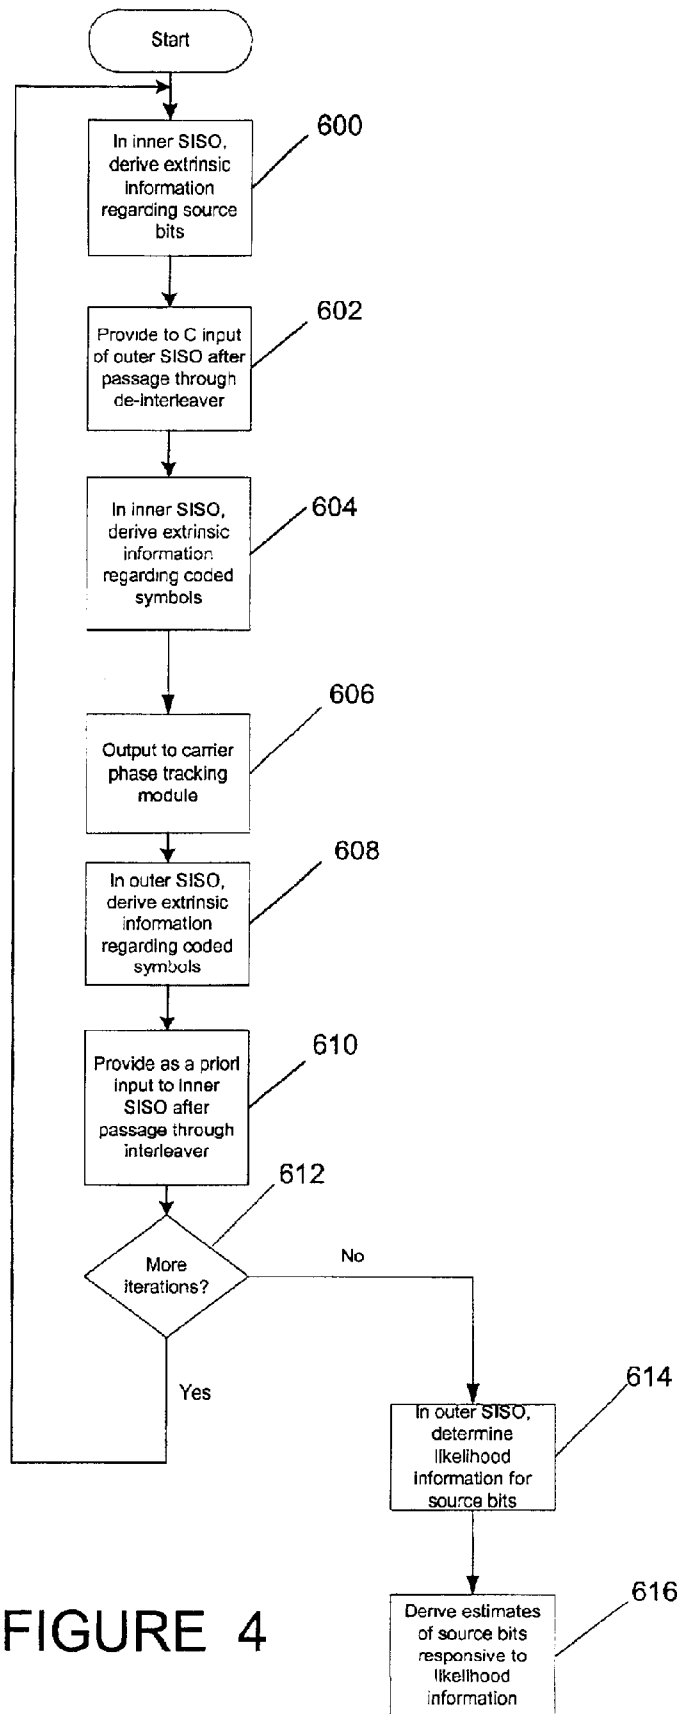 Start
In inner SISO,
derive extrinsic
information
regarding source
bits
600
Provide to C input
of outer SISO after
passage through
de-interleaver
602
In inner SISO,
derive extrinsic
information
regarding coded
symbols
604
Output to carrier
phase tracking
module
606
In outer SISO,
derive extrinsic
information
regarding coded
symbols
608
Provide as a priori
input to inner
SISO after
passage through
interleaver
610
More
iterations?
612
No
Yes
In outer SISO,
determine
likelihood
information for
source bits
614
Derive estimates
of source bits
responsive to
likelihood
information
616
FIGURE 4